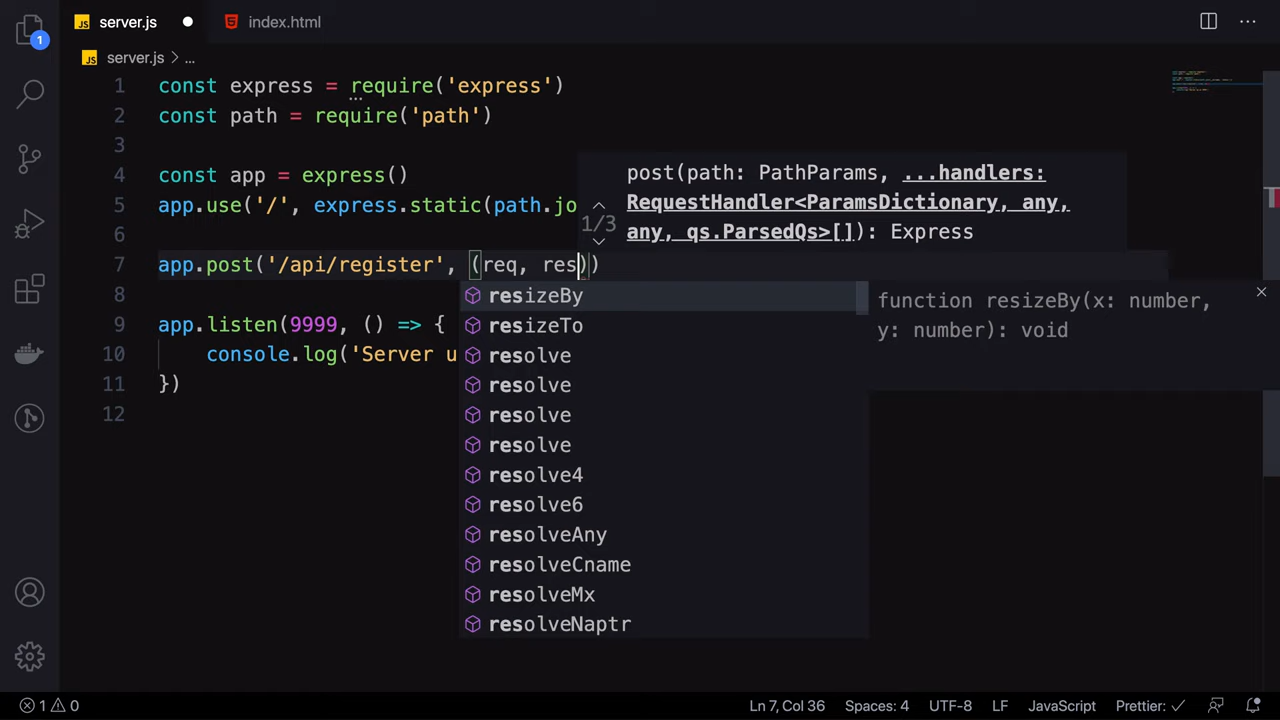 server.js
index.html
1
server.js > ...
1 const express = require('express')
2 const path = require('path')
3
4 const app = express()
5 app.use('/', express.static(path.jo
6
7 app.post('/api/register', (req, res))
8
9 app.listen(9999, () => {
10 console.log('Server u
11 })
12
1/3
post(path: PathParams, ...handlers:
RequestHandler<ParamsDictionary, any,
any, qs.ParsedQs>[]): Express
resizeBy
resizeTo
resolve
resolve
resolve
resolve
resolve4
resolve6
resolveAny
resolveCname
resolveMx
resolveNaptr
function resizeBy(x: number,
y: number): void
1 0 Ln 7, Col 36 Spaces: 4 UTF-8 LF JavaScript Prettier: ✓